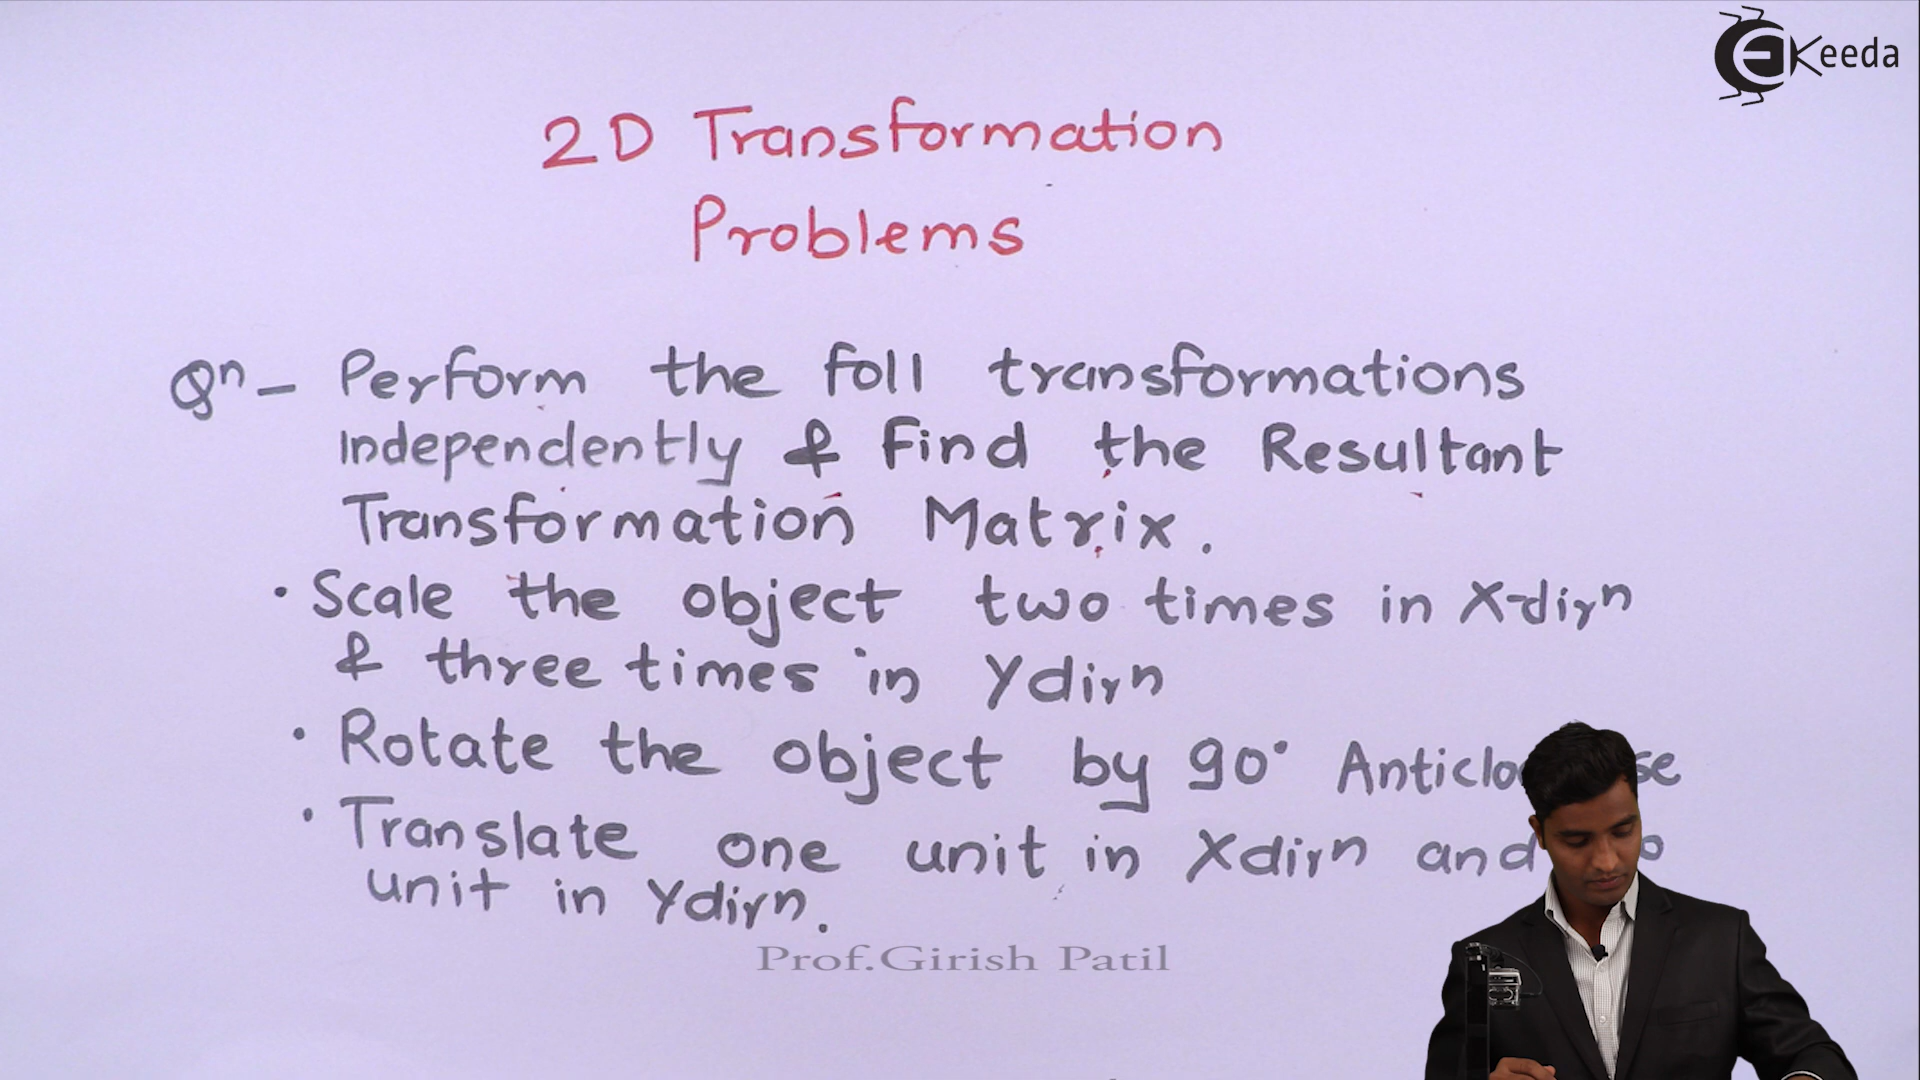 EKeeda
2D Transformation
Problems
Qn- Perform the foll transformations
Independently & Find the Resultant
Transformation Matrix.
• Scale the object two times in X-dirn
& three times in Ydirn
• Rotate the object by 90° 
• Translate one unit in Xdirn and
unit in Ydirn.
Prof.Girish Patil